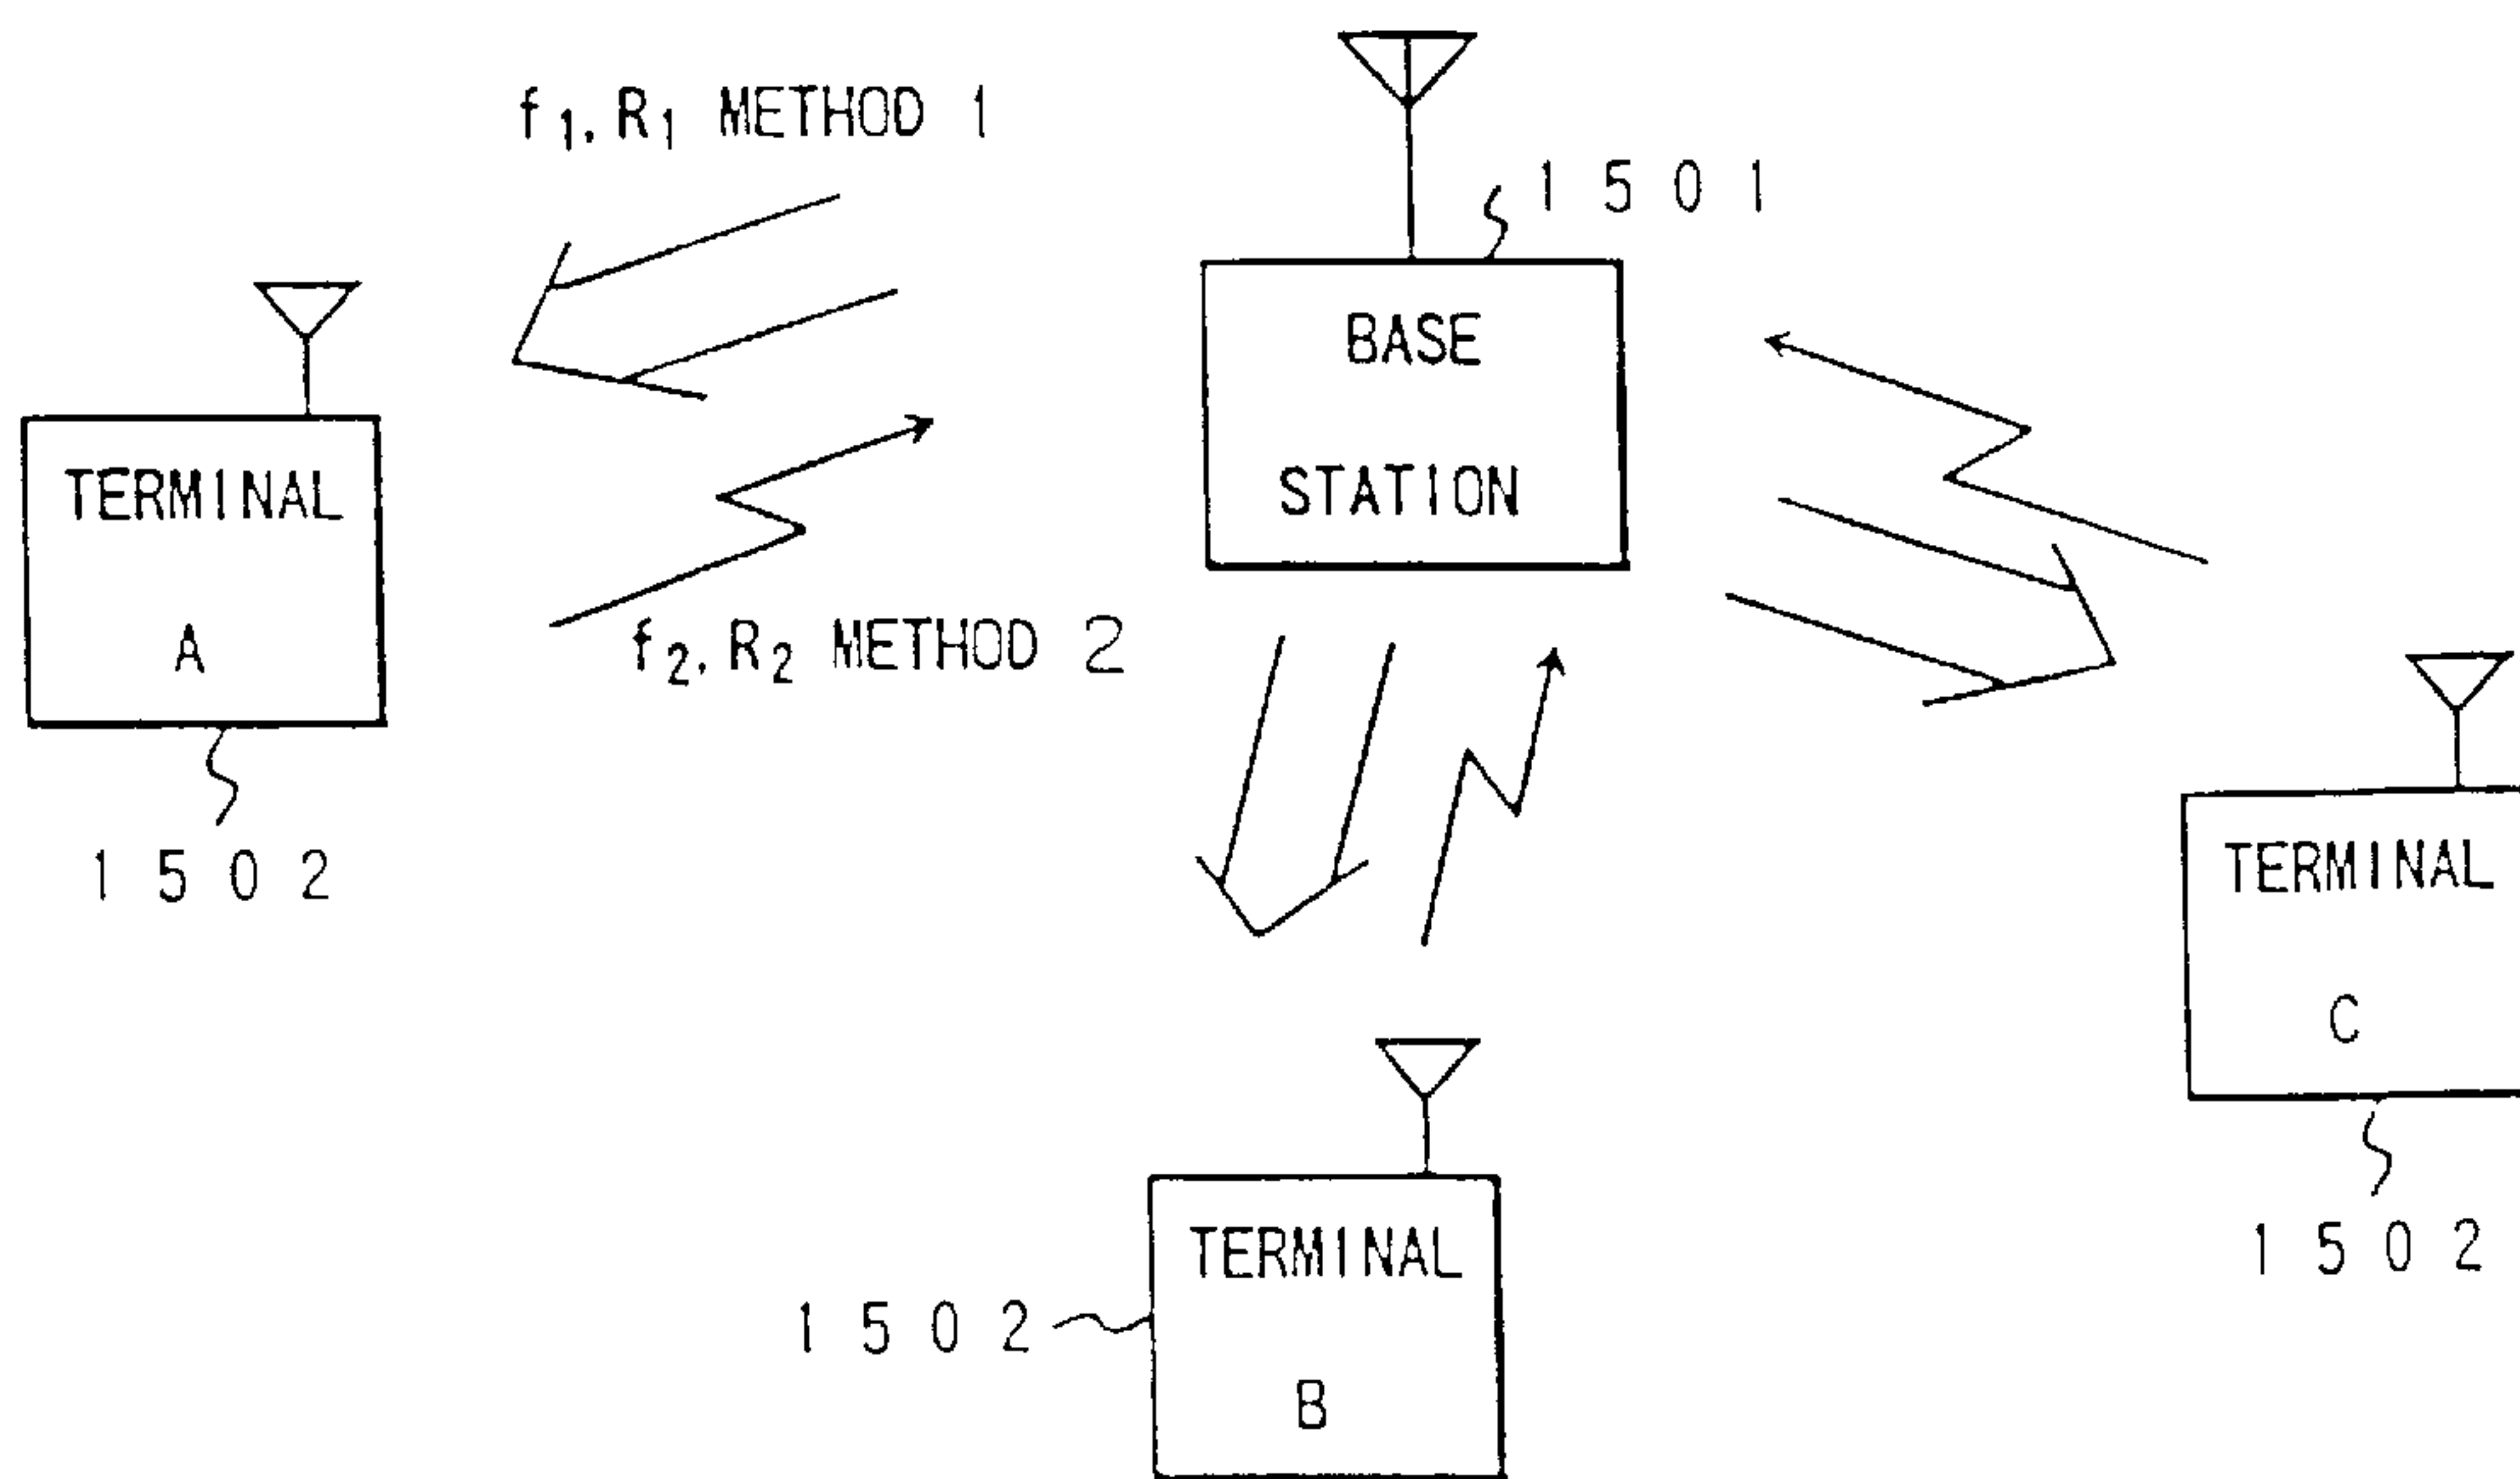 f₁, R₁ METHOD 1
1501
BASE
STATION
TERMINAL
A
f₂, R₂ METHOD 2
1502
TERMINAL
C
1502
TERMINAL
B
1502